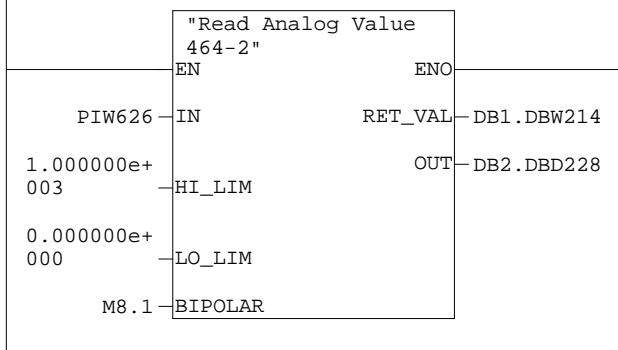 "Read Analog Value
464-2"
EN ENO
PIW626 IN RET_VAL DB1.DBW214
OUT DB2.DBD228
1.000000e+
003 HI_LIM
0.000000e+
000 LO_LIM
M8.1 BIPOLAR